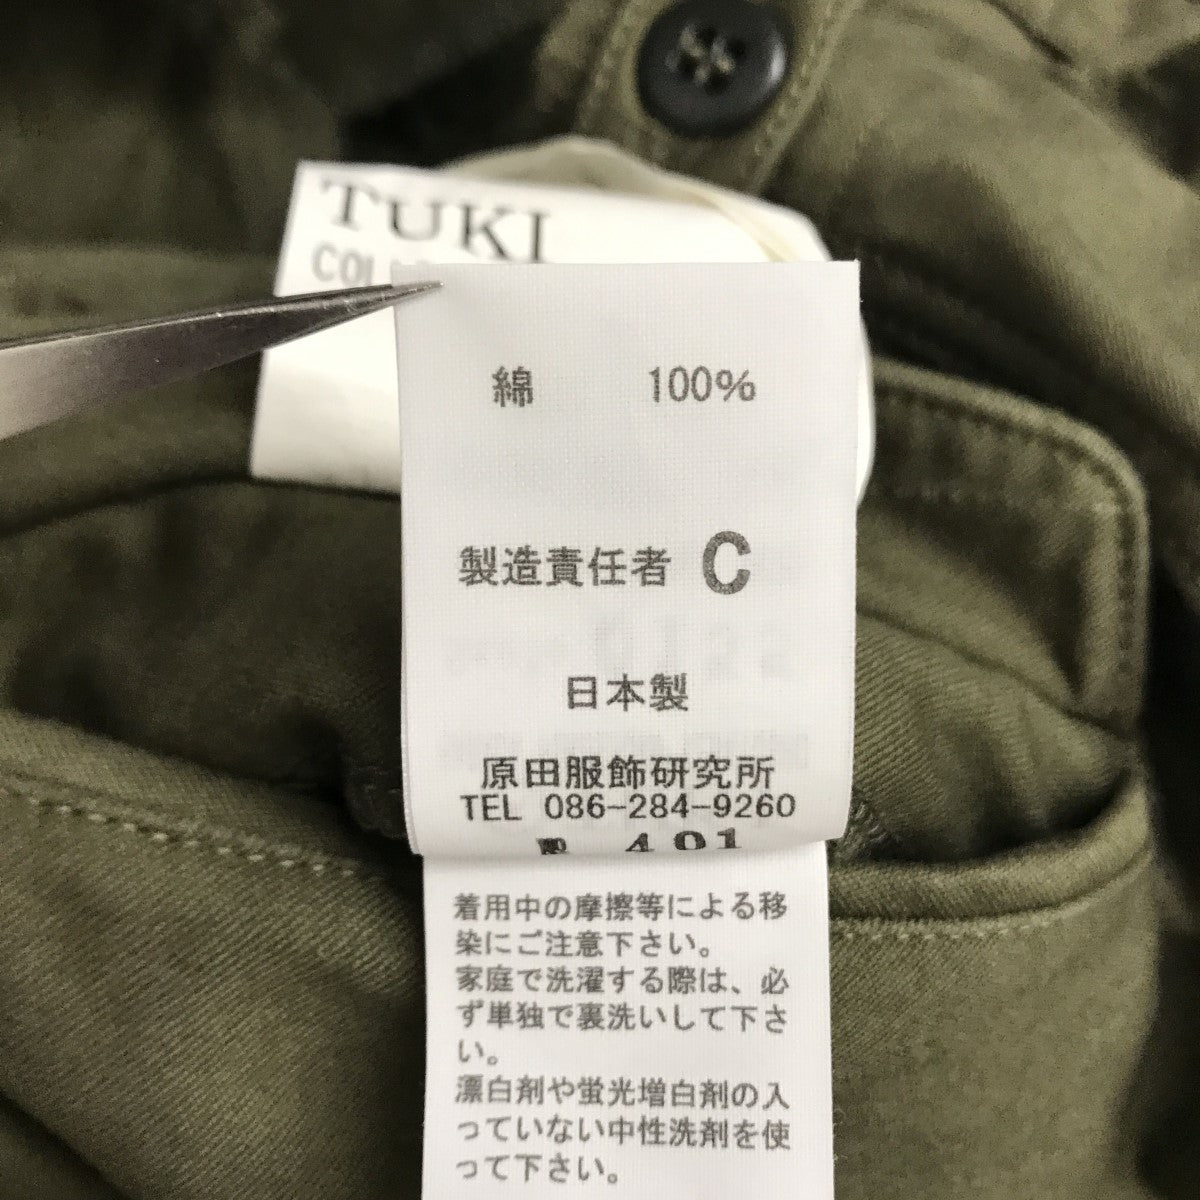 TUKI
綿 100%
製造責任者 C
日本製
原田服飾研究所
TEL 086-284-9260
着用中の摩擦等による移
染にご注意下さい。
家庭で洗濯する際は、必
ず単独で裏洗いして下さ
い。
漂白剤や蛍光増白剤の入
っていない中性洗剤を使
って下さい。